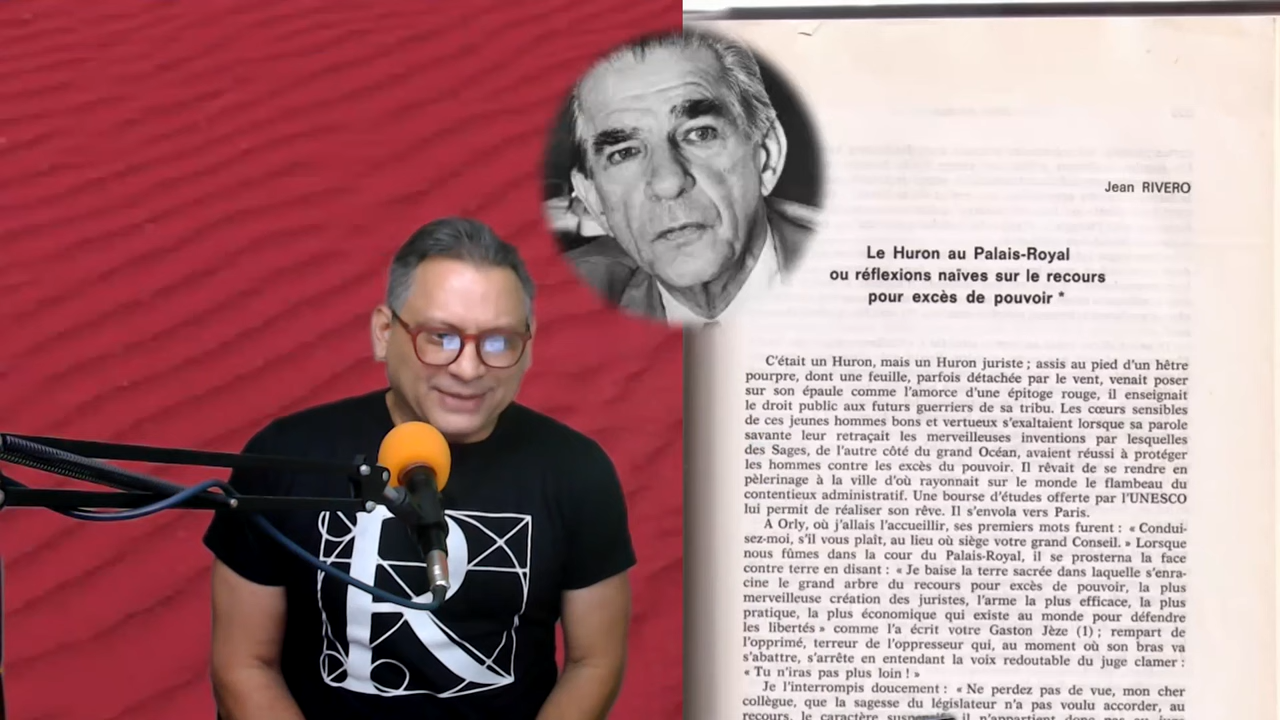 Jean RIVERO
Le Huron au Palais-Royal
ou réflexions naïves sur le recours
pour excès de pouvoir *
C'était un Huron, mais un Huron juriste ; assis au pied d'un hêtre
pourpre, dont une feuille, parfois détachée par le vent, venait poser
sur son épaule comme l'amorce d'une épitoge rouge, il enseignait
le droit public aux futurs guerriers de sa tribu. Les cœurs sensibles
de ces jeunes hommes bons et vertueux s'exaltaient lorsque sa parole
savante leur retraçait les merveilleuses inventions par lesquelles
des Sages, de l'autre côté du grand Océan, avaient réussi à protéger
les hommes contre les excès du pouvoir. Il rêvait de se rendre en
pèlerinage à la ville d'où rayonnait sur le monde le flambeau du
contentieux administratif. Une bourse d'études offerte par l'UNESCO
lui permit de réaliser son rêve. Il s'envola vers Paris.
A Orly, où j'allais l'accueillir, ses premiers mots furent : « Condui-
sez-moi, s'il vous plaît, au lieu où siège votre grand Conseil. » Lorsque
nous fûmes dans la cour du Palais-Royal, il se prosterna la face
contre terre en disant : « Je baise la terre sacrée dans laquelle s'enra-
cine le grand arbre du recours pour excès de pouvoir, la plus
merveilleuse création des juristes, l'arme la plus efficace, la plus
pratique, la plus économique qui existe au monde pour défendre
les libertés » comme l'a écrit votre Gaston Jèze (1) ; rempart de
l'opprimé, terreur de l'oppresseur qui, au moment où son bras va
s'abattre, s'arrête en entendant la voix redoutable du juge clamer :
« Tu n'iras pas plus loin ! »
Je l'interrompis doucement : « Ne perdez pas de vue, mon cher
collègue, que la sagesse du législateur n'a pas voulu accorder, au
recours, le caractère
R